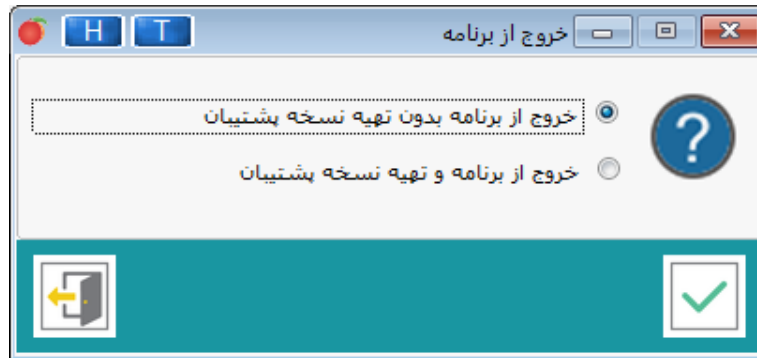 خروج از برنامه
T
H
خروج از برنامه بدون تهیه نسخه پشتیبان
خروج از برنامه و تهیه نسخه پشتیبان